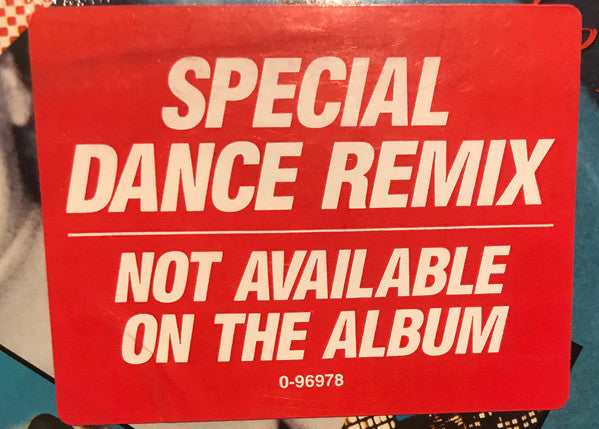 SPECIAL
DANCE REMIX
NOT AVAILABLE
ON THE ALBUM
0-96978